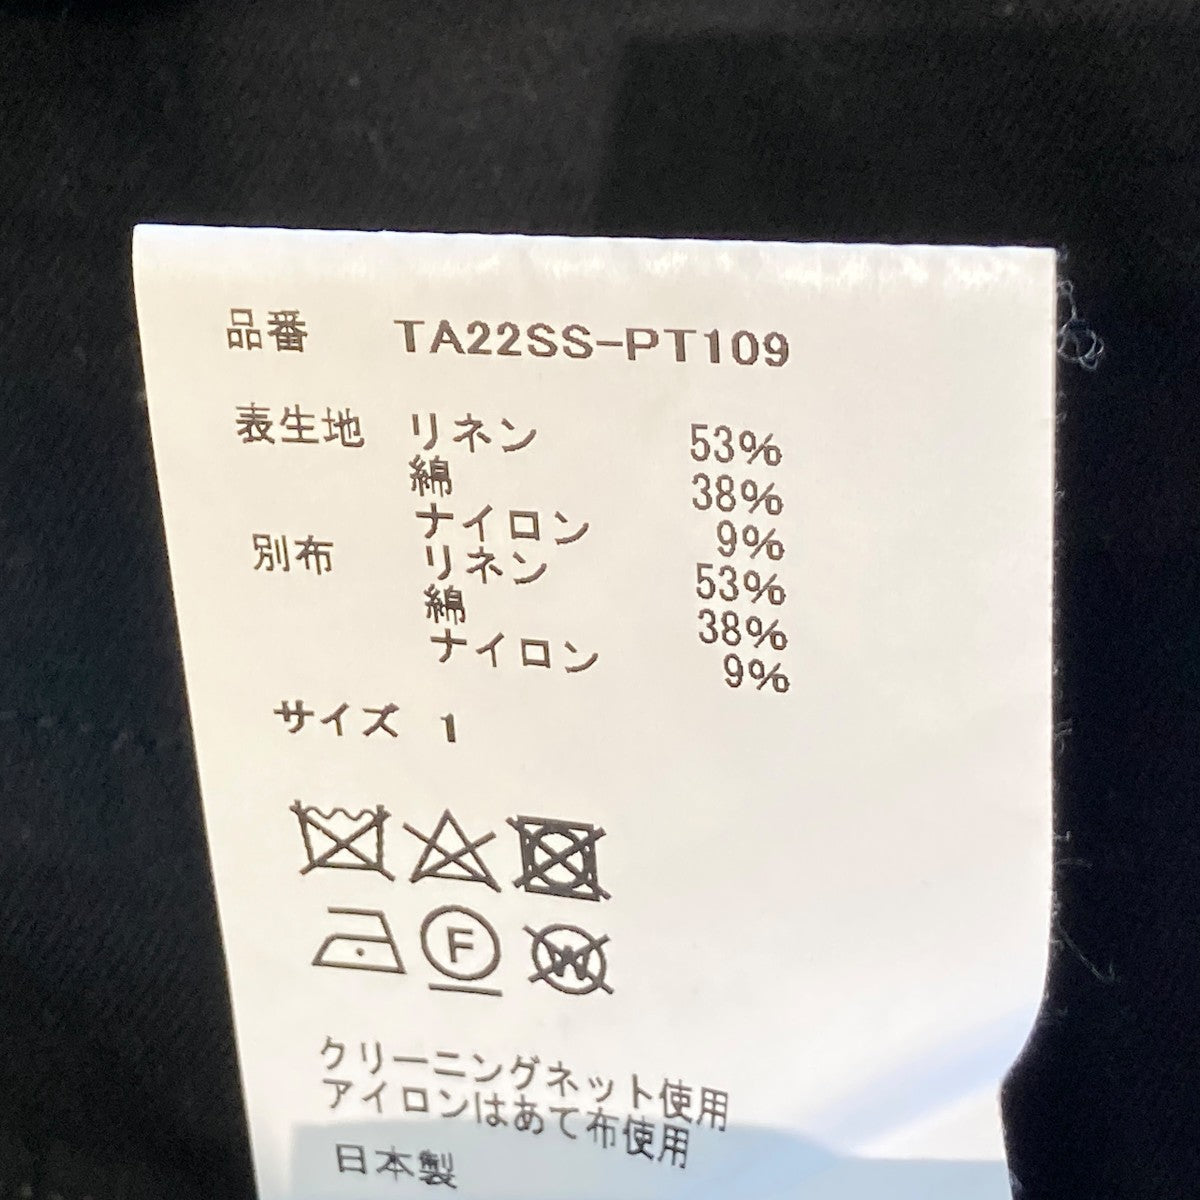 品番 TA22SS-PT109
表生地 リネン 53%
綿 38%
ナイロン 9%
別布 リネン 53%
綿 38%
ナイロン 9%
サイズ 1
F W
クリーニングネット使用
アイロンはあて布使用
日本製